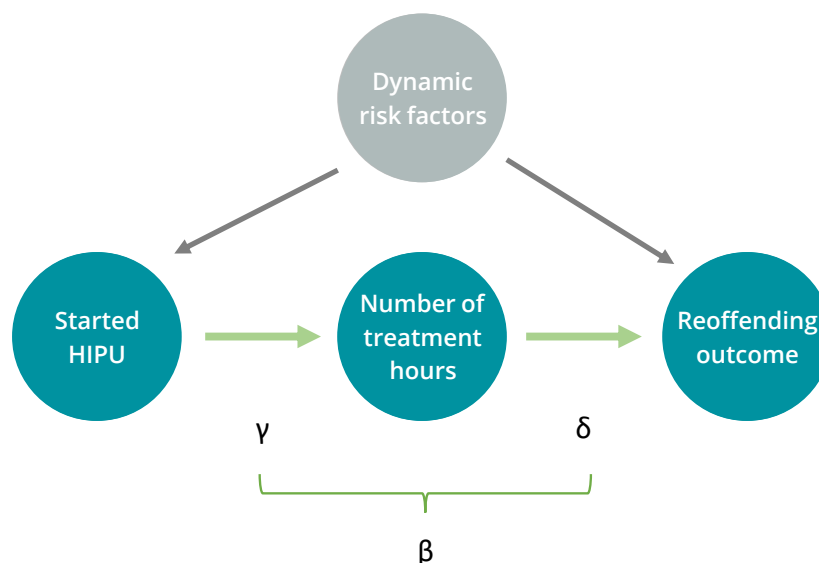 Dynamic
risk factors
Started
HIPU
Number of
treatment
hours
Reoffending
outcome
γ
δ
β